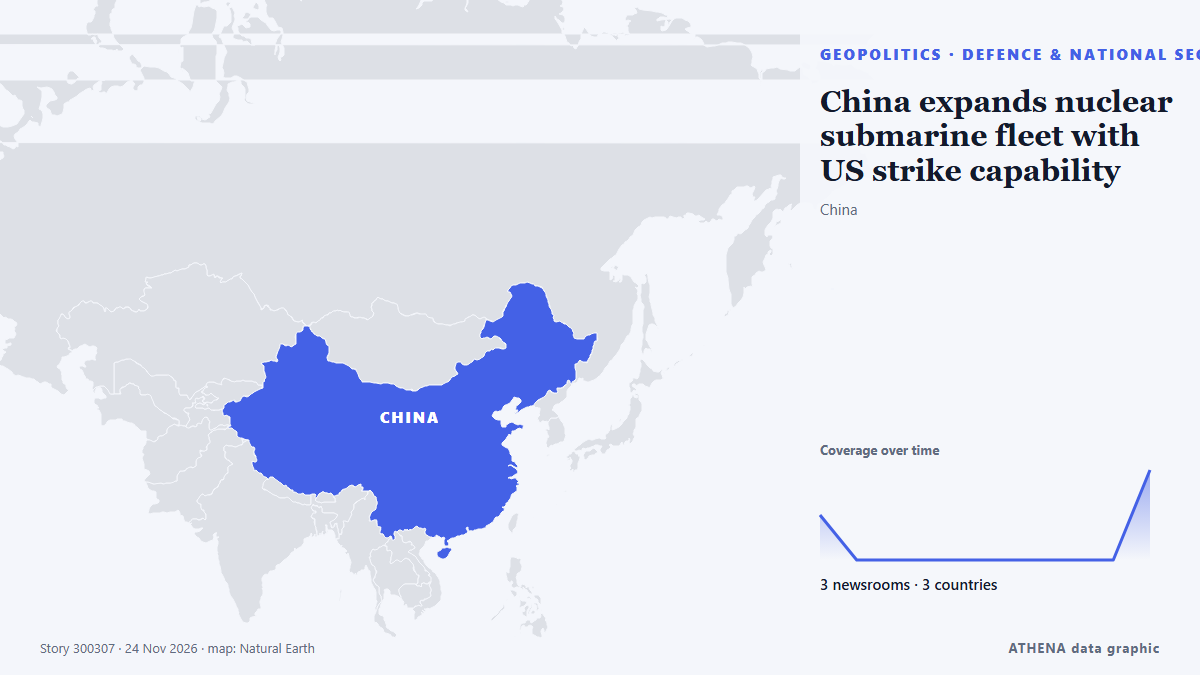 GEOPOLITICS · DEFENCE & NATIONAL
China expands nuclear
submarine fleet with
US strike capability
China
CHINA
Coverage over time
3 newsrooms · 3 countries
Story 300307 · 24 Nov 2026 · map: Natural Earth
ATHENA data graphic